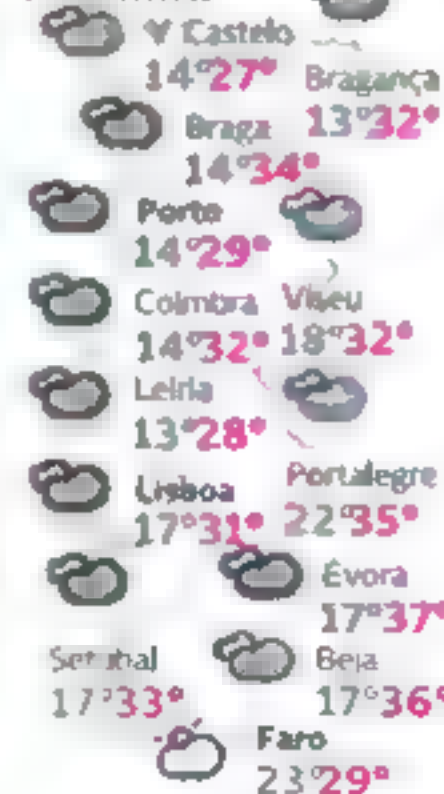 V Castelo
14° 27°
Bragança
13° 32°
Braga
14° 34°
Porto
14° 29°
Coimbra
14° 32°
Viseu
18° 32°
Leiria
13° 28°
Portalegre
22° 35°
Lisboa
17° 31°
Évora
17° 37°
Setúbal
17° 33°
Beja
17° 36°
Faro
23° 29°